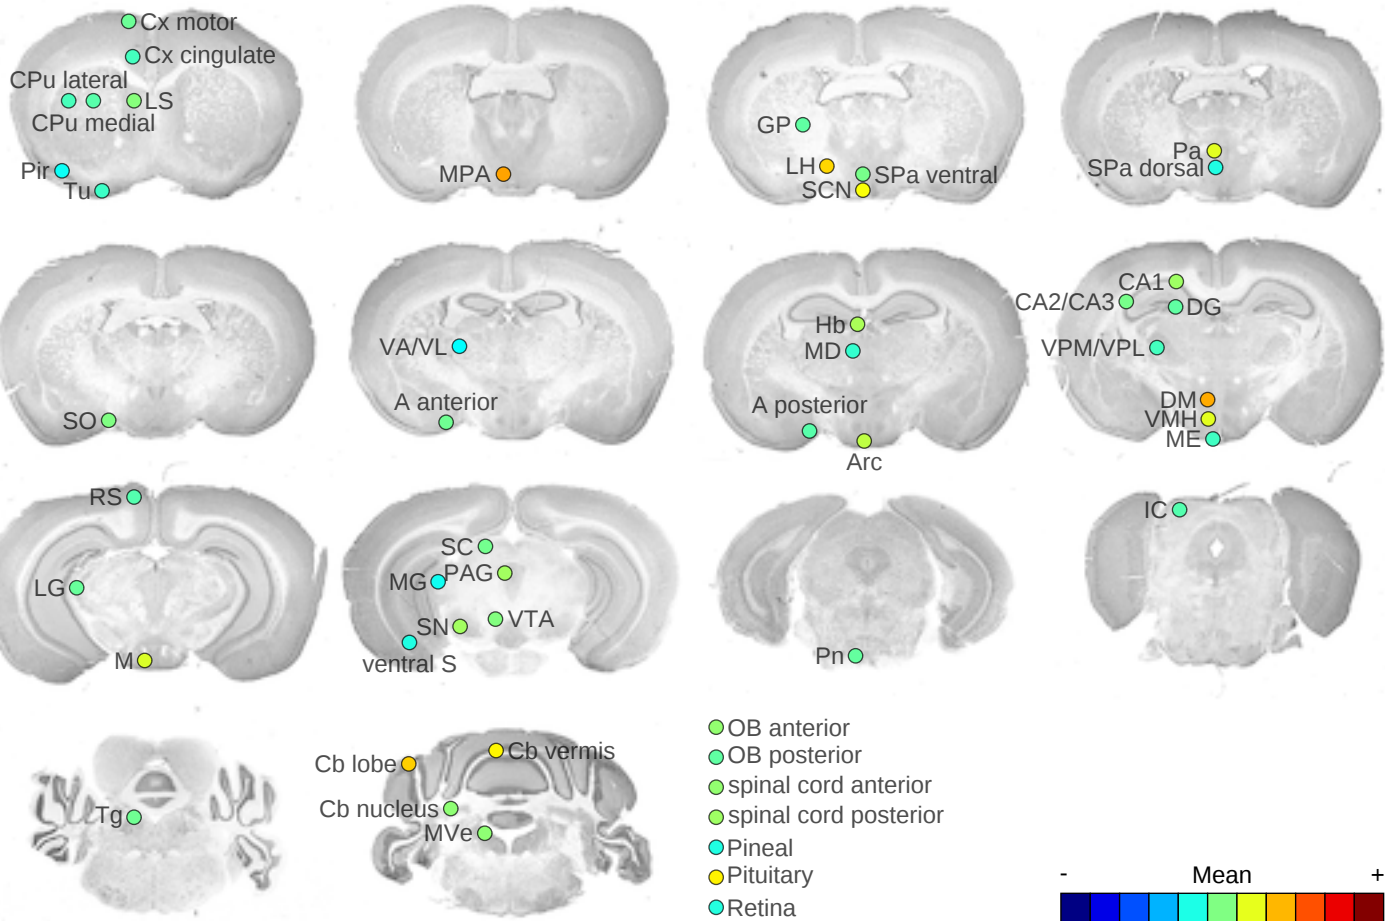 Cx motor
Cx cingulate
CPu lateral
LS
CPu medial
Pir
Tu
MPA
GP
LH
SPa ventral
SCN
Pa
SPa dorsal
SO
VA/VL
A anterior
Hb
MD
A posterior
Arc
CA1
CA2/CA3
DG
VPM/VPL
DM
VMH
ME
RS
LG
M
SC
MG
PAG
SN
VTA
ventral S
Pn
IC
Tg
Cb lobe
Cb vermis
Cb nucleus
MVe
OB anterior
OB posterior
spinal cord anterior
spinal cord posterior
Pineal
Pituitary
Retina
- Mean +